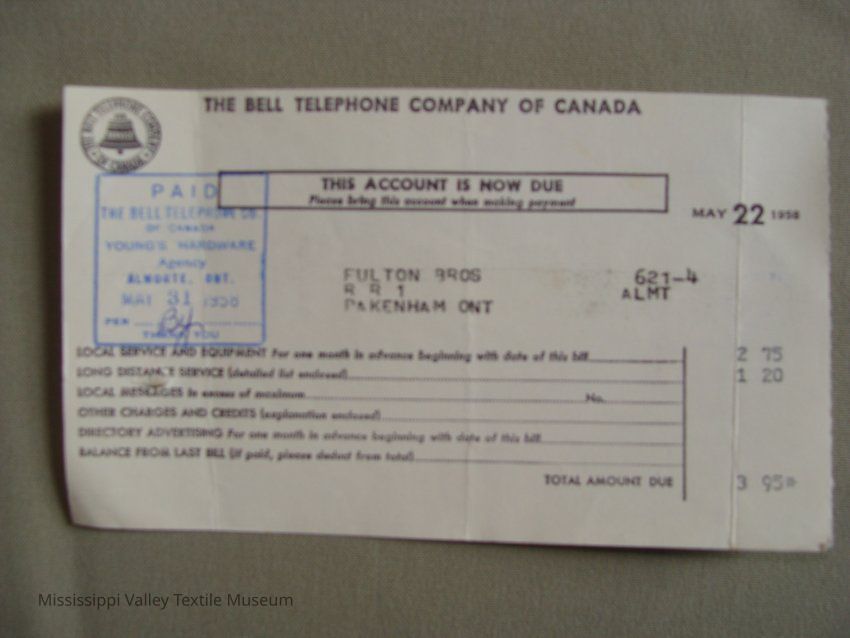 THE BELL TELEPHONE COMPANY OF CANADA
THE BELL TELEPHONE COMPANY OF CANADA
PAID
THE BELL TELEPHONE CO.
OF CANADA
YOUNG'S HARDWARE
Agency
ALMONTE, ONT.
MAY 31 1958
PER
THANK YOU
THIS ACCOUNT IS NOW DUE
Please bring this account when making payment
MAY 22 1958
FULTON BROS 621-4
R R 1 ALMT
PAKENHAM ONT
LOCAL SERVICE AND EQUIPMENT For one month in advance beginning with date of this bill 2 75
LONG DISTANCE SERVICE (detailed list enclosed) 1 20
LOCAL MESSAGES in excess of maximum No.
OTHER CHARGES AND CREDITS (explanation enclosed)
DIRECTORY ADVERTISING For one month in advance beginning with date of this bill
BALANCE FROM LAST BILL (if paid, please deduct from total)
TOTAL AMOUNT DUE 3 95
Mississippi Valley Textile Museum